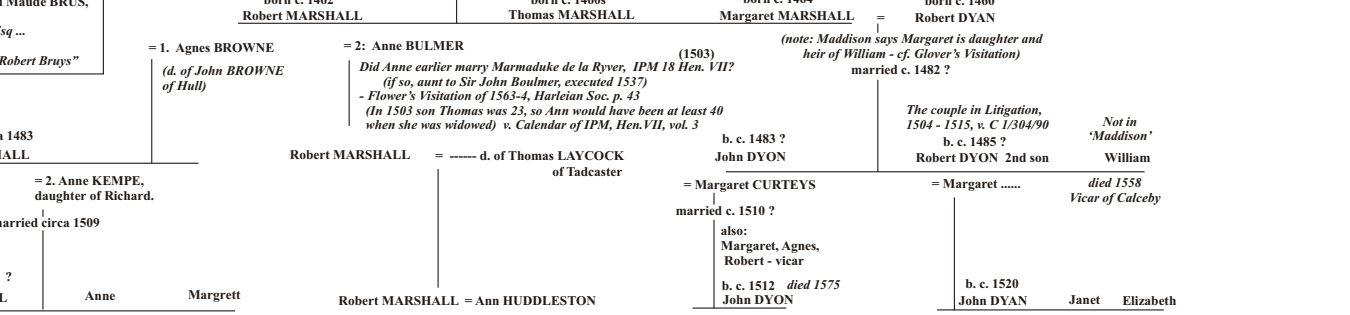 Maude BRUS,
sq ...
Robert Bruys”
Robert MARSHALL
born c. 1460s
Thomas MARSHALL
Margaret MARSHALL
=
born c. 1460
Robert DYAN
(note: Maddison says Margaret is daughter and
heir of William - cf. Glover’s Visitation)
married c. 1482 ?
= 1. Agnes BROWNE
(d. of John BROWNE
of Hull)
= 2: Anne BULMER
(1503)
Did Anne earlier marry Marmaduke de la Ryver, IPM 18 Hen. VII?
(if so, aunt to Sir John Boulmer, executed 1537)
- Flower’s Visitation of 1563-4, Harleian Soc. p. 43
(In 1503 son Thomas was 23, so Ann would have been at least 40
when she was widowed) v. Calendar of IPM, Hen.VII, vol. 3
The couple in Litigation,
1504 - 1515, v. C 1/304/90
Not in
‘Maddison’
a 1483
ALL
Robert MARSHALL = ------ d. of Thomas LAYCOCK
of Tadcaster
b. c. 1483 ?
John DYON
b. c. 1485 ?
Robert DYON 2nd son
William
= 2. Anne KEMPE,
daughter of Richard.
arried circa 1509
= Margaret CURTEYS
married c. 1510 ?
also:
Margaret, Agnes,
Robert - vicar
= Margaret ......
died 1558
Vicar of Calceby
?
L
Anne
Margrett
Robert MARSHALL = Ann HUDDLESTON
b. c. 1512 died 1575
John DYON
b. c. 1520
John DYAN
Janet
Elizabeth